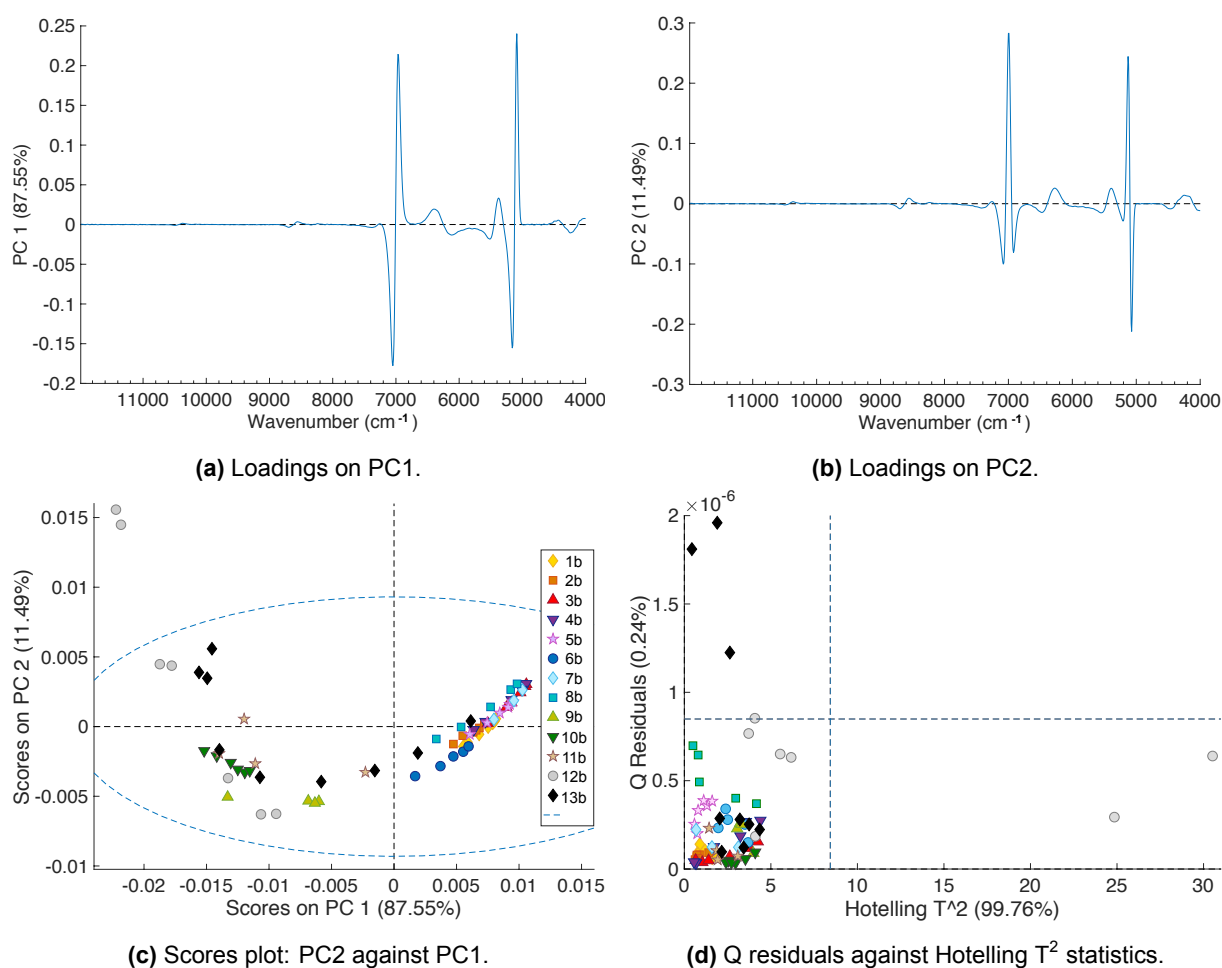 0.25
0.2
0.15
0.1
0.05
0
-0.05
-0.1
-0.15
-0.2
PC 1 (87.55%)
11000 10000 9000 8000 7000 6000 5000 4000
Wavenumber (cm-1)
(a) Loadings on PC1.
0.3
0.2
0.1
0
-0.1
-0.2
-0.3
PC 2 (11.49%)
11000 10000 9000 8000 7000 6000 5000 4000
Wavenumber (cm-1)
(b) Loadings on PC2.
0.015
0.01
0.005
0
-0.005
-0.01
Scores on PC 2 (11.49%)
-0.02 -0.015 -0.01 -0.005 0 0.005 0.01 0.015
Scores on PC 1 (87.55%)
1b
2b
3b
4b
5b
6b
7b
8b
9b
10b
11b
12b
13b
(c) Scores plot: PC2 against PC1.
× 10-6
2
1.5
1
0.5
0
Q Residuals (0.24%)
0 5 10 15 20 25 30
Hotelling T^2 (99.76%)
(d) Q residuals against Hotelling T2 statistics.